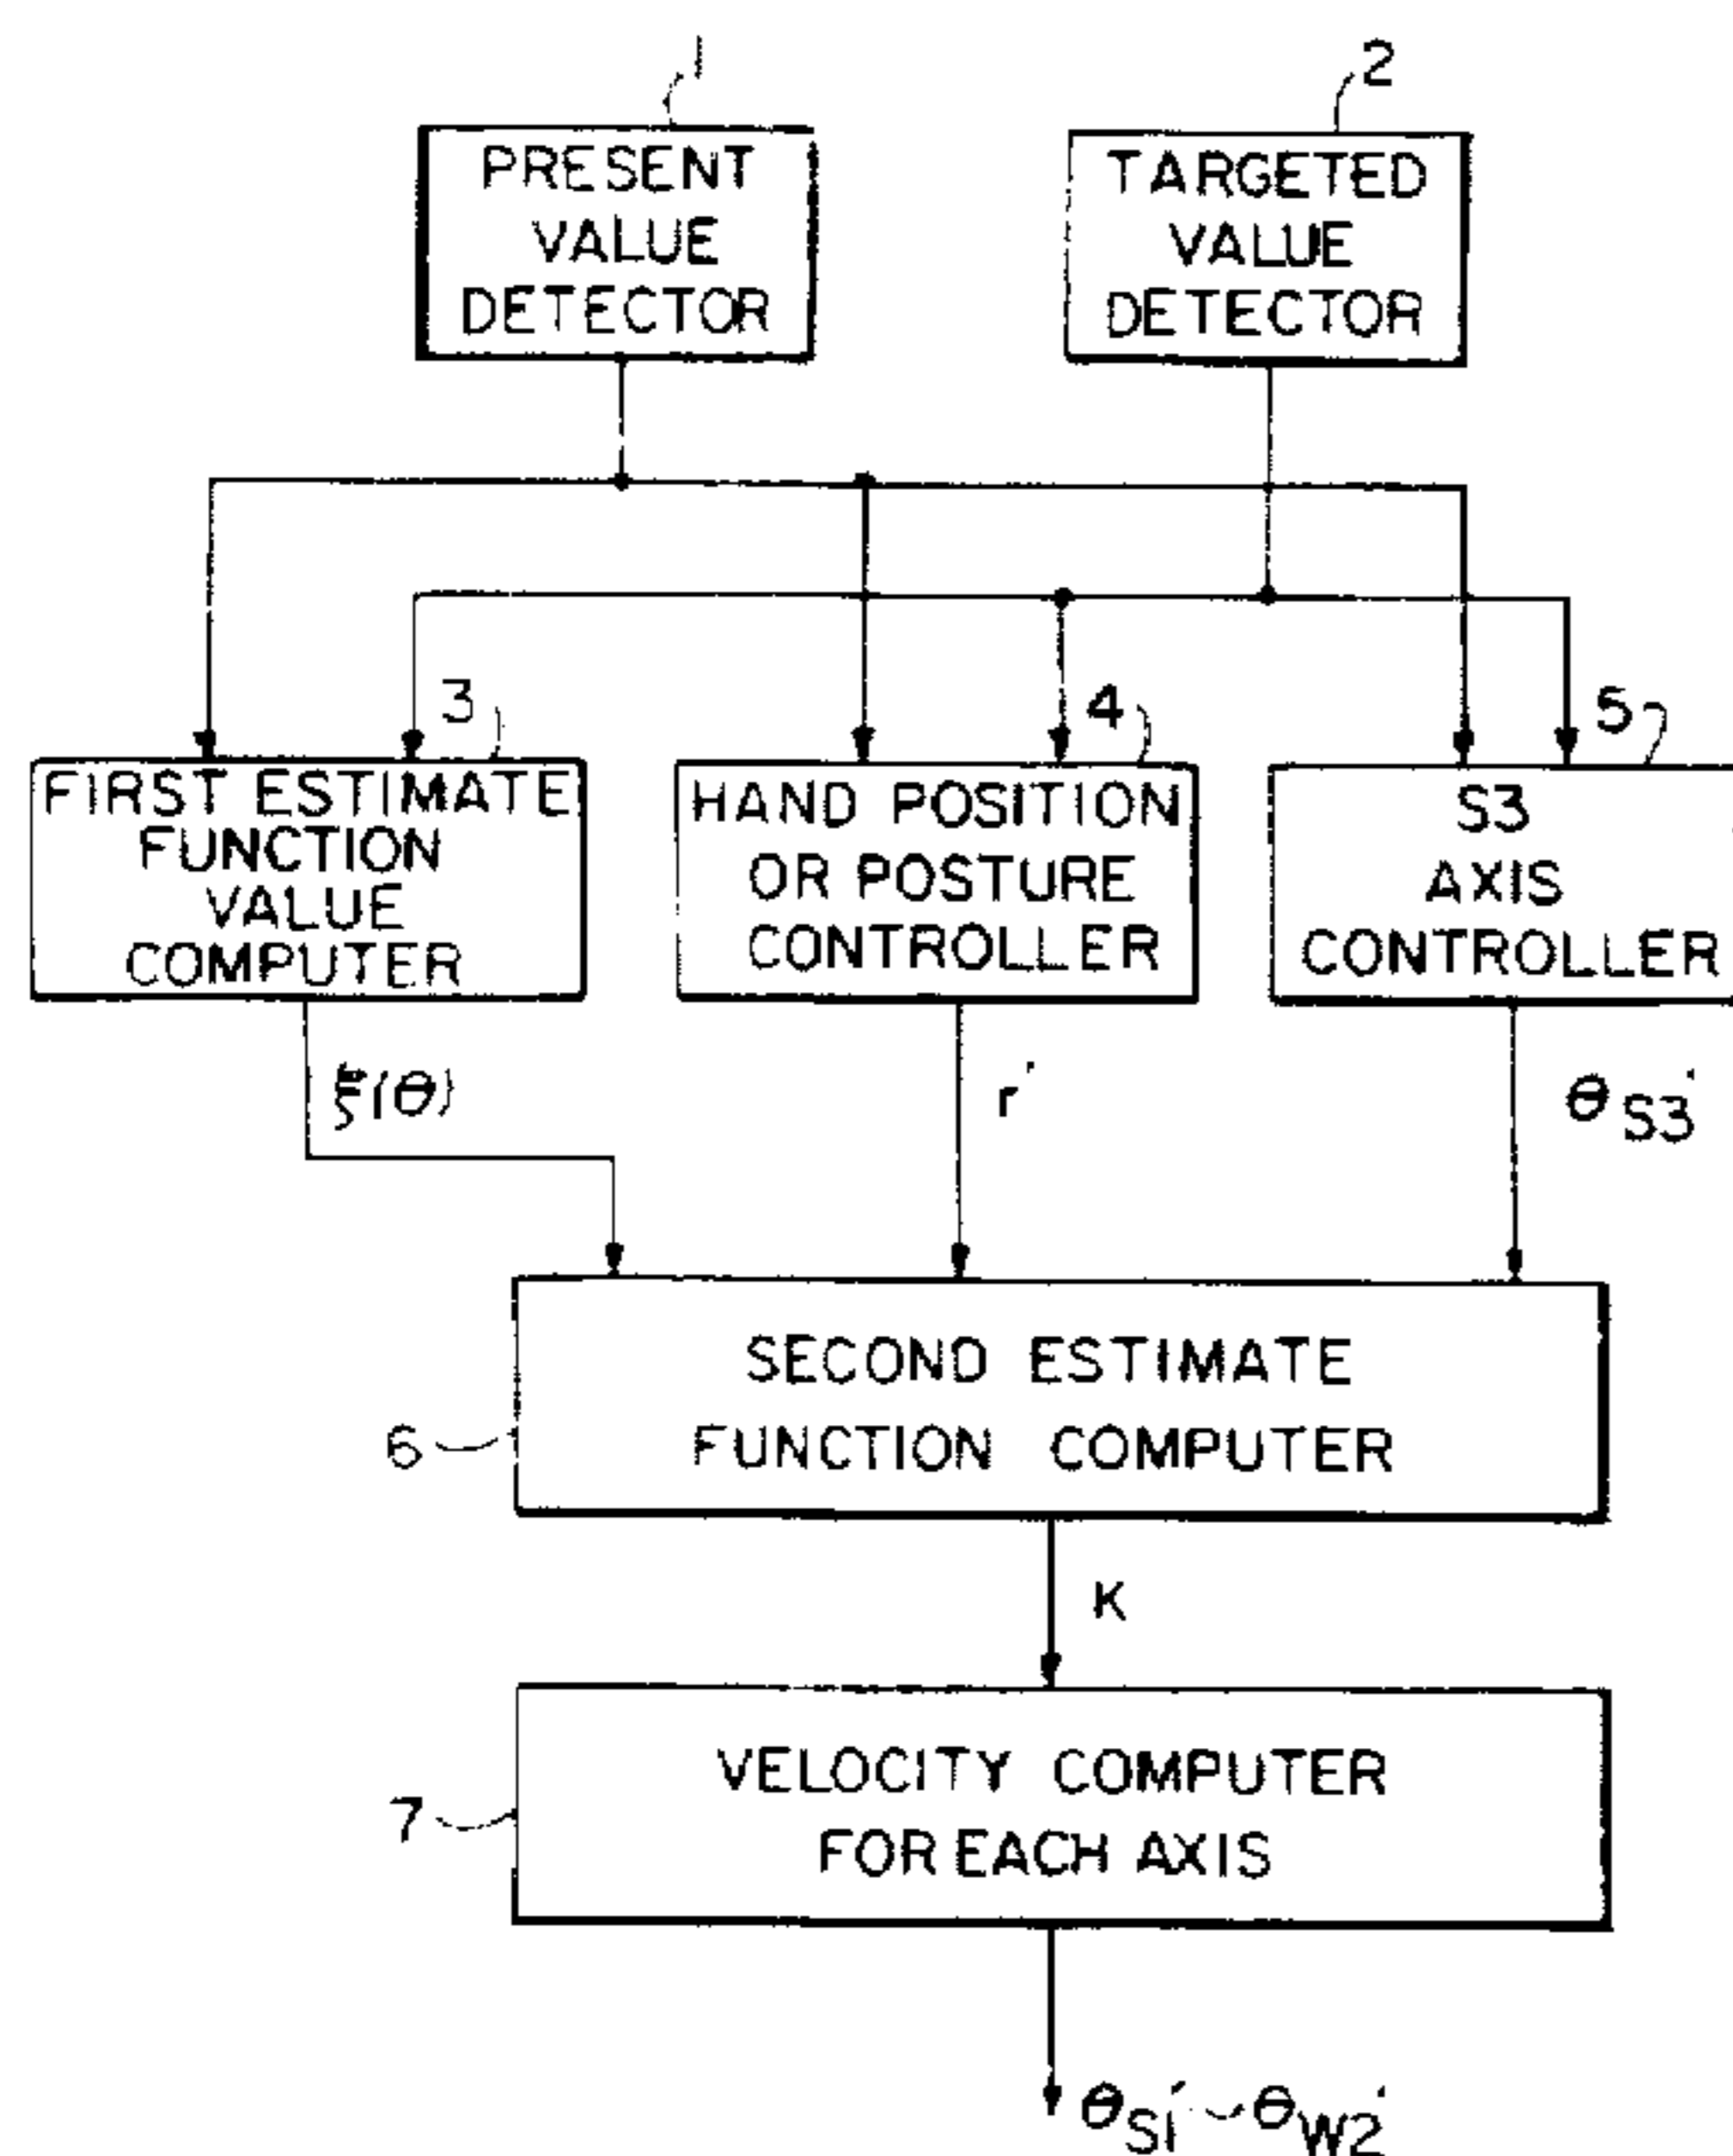 1
2
PRESENT
VALUE
DETECTOR
TARGETED
VALUE
DETECTOR
3
4
5
FIRST ESTIMATE
FUNCTION
VALUE
COMPUTER
HAND POSITION
OR POSTURE
CONTROLLER
S3
AXIS
CONTROLLER
ξ(θ)
r'
θS3'
SECOND ESTIMATE
FUNCTION COMPUTER
6
K
VELOCITY COMPUTER
FOR EACH AXIS
7
θS1' ~ θW2'